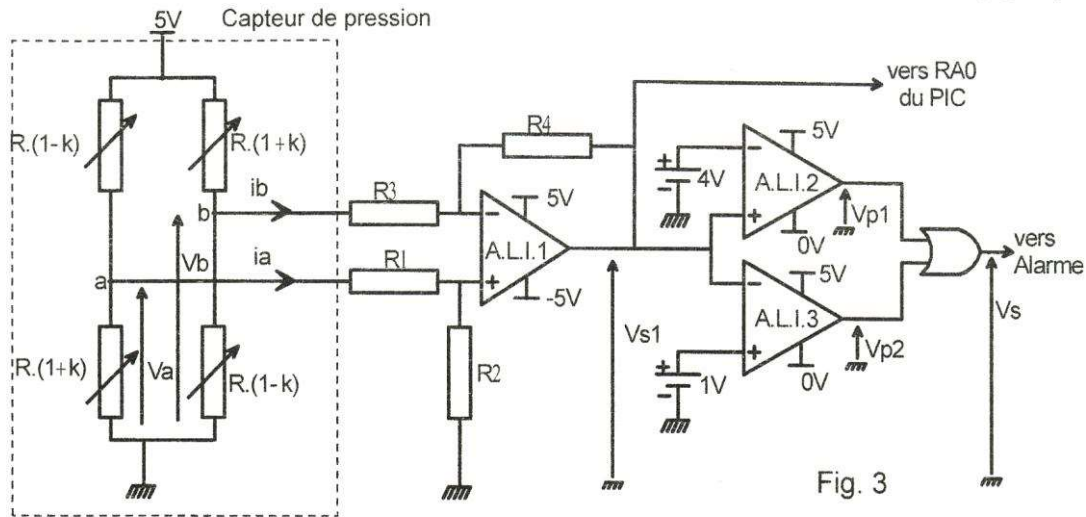 5V
Capteur de pression
R.(1-k)
R.(1+k)
b
ib
a
ia
Vb
R.(1+k)
Va
R.(1-k)
R3
R1
R4
R2
5V
A.L.I.1
-5V
vers RA0
du PIC
Vs1
4V
5V
A.L.I.2
0V
Vp1
1V
5V
A.L.I.3
0V
Vp2
vers
Alarme
Vs
Fig. 3